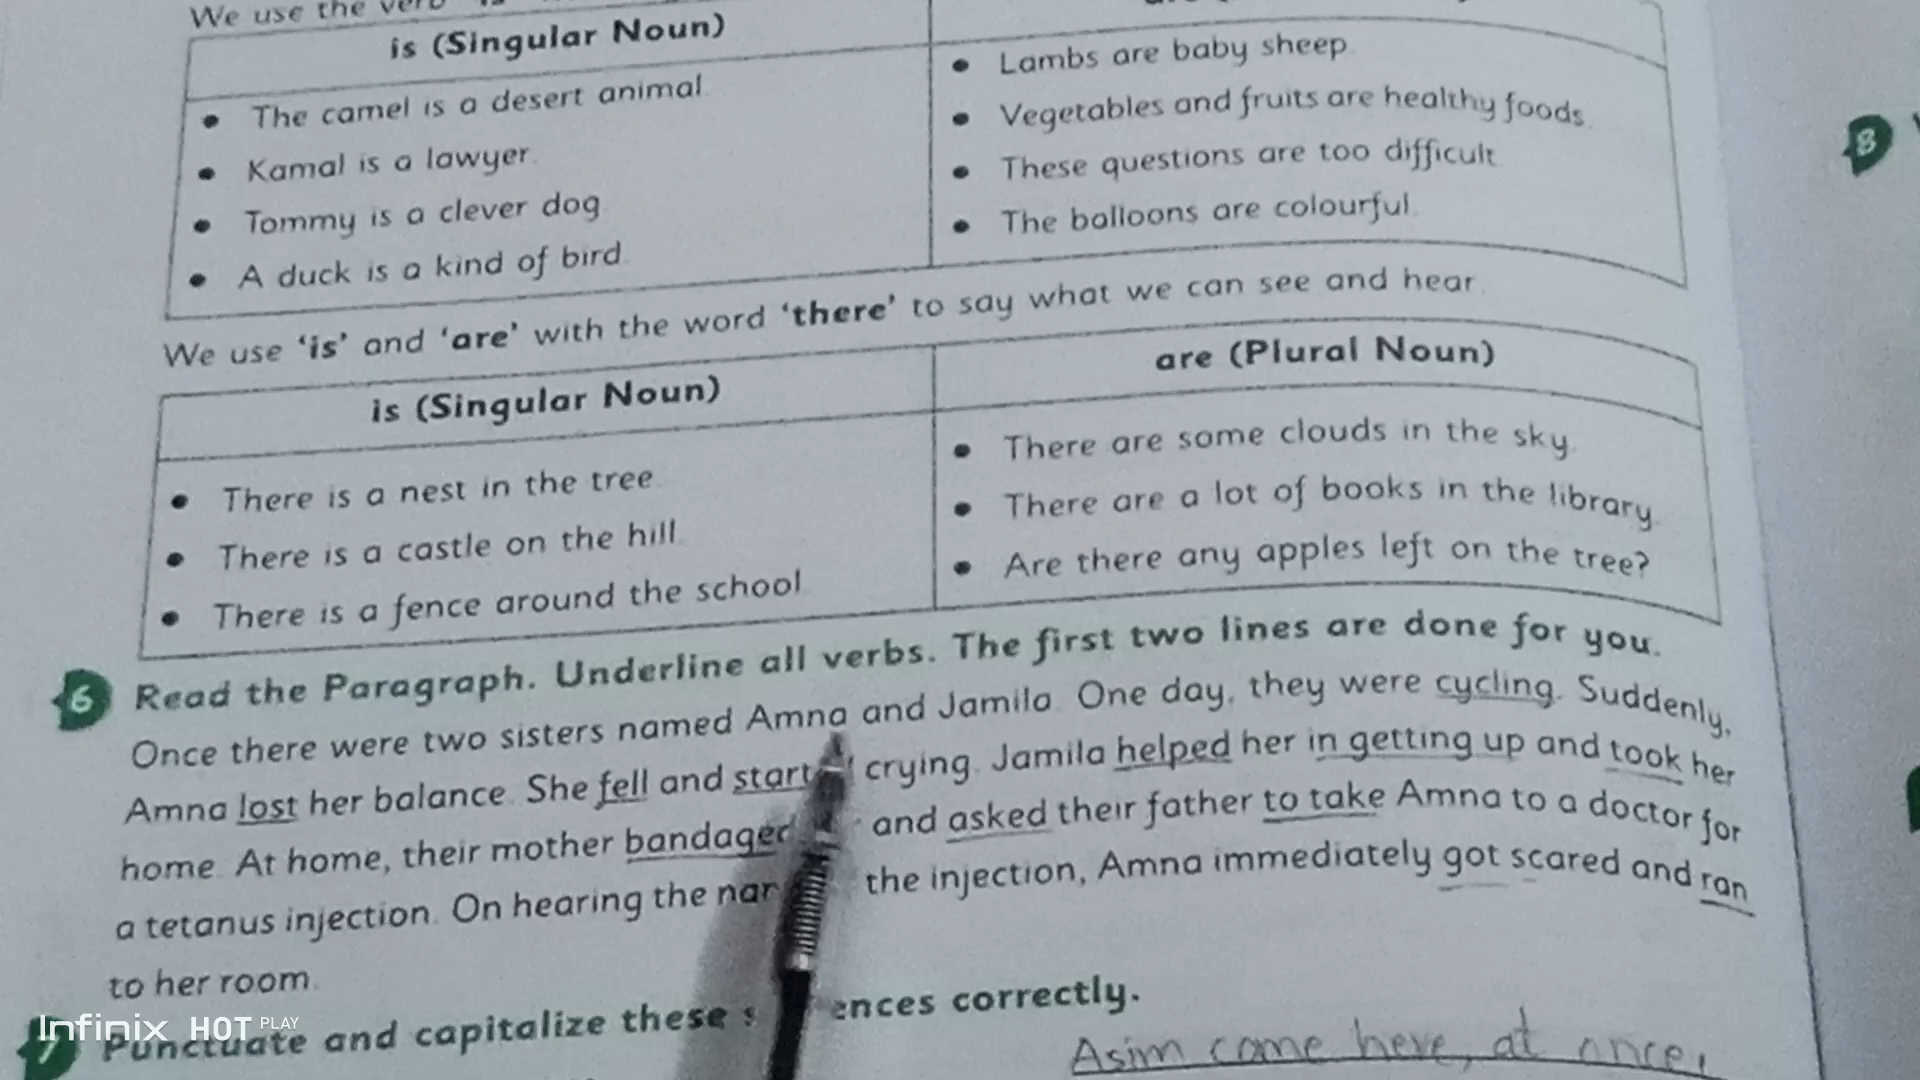 We use the verb
is (Singular Noun)
The camel is a desert animal.
Kamal is a lawyer.
Tommy is a clever dog.
A duck is a kind of bird.
Lambs are baby sheep.
Vegetables and fruits are healthy foods.
These questions are too difficult.
The balloons are colourful.
We use 'is' and 'are' with the word 'there' to say what we can see and hear.
is (Singular Noun)
are (Plural Noun)
There is a nest in the tree.
There is a castle on the hill.
There is a fence around the school.
There are some clouds in the sky.
There are a lot of books in the library.
Are there any apples left on the tree?
6 Read the Paragraph. Underline all verbs. The first two lines are done for you.
Once there were two sisters named Amna and Jamila. One day, they were cycling. Suddenly,
Amna lost her balance. She fell and start crying. Jamila helped her in getting up and took her
home. At home, their mother bandaged and asked their father to take Amna to a doctor for
a tetanus injection. On hearing the the injection, Amna immediately got scared and ran
to her room.
7 Punctuate and capitalize these correctly.
Asim come here, at once,
8
Infinix HOT PLAY